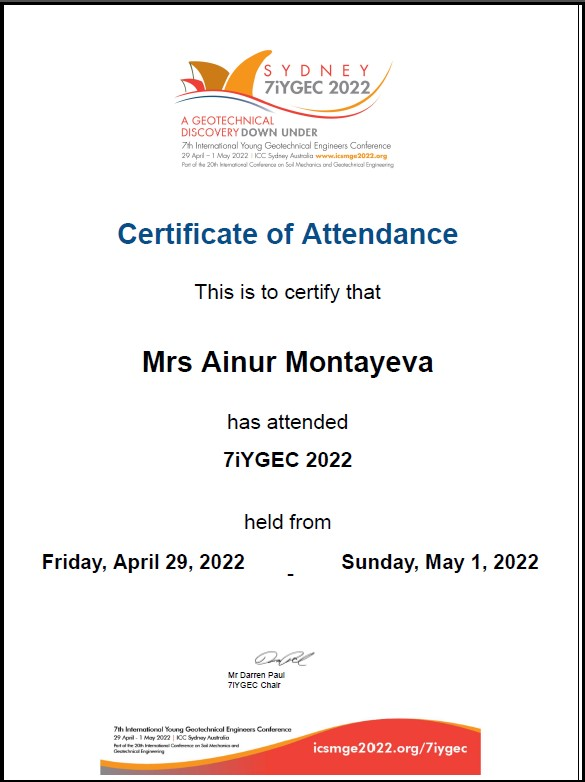 SYDNEY
7iYGEC 2022
A GEOTECHNICAL
DISCOVERY DOWN UNDER
7th International Young Geotechnical Engineers Conference
29 April – 1 May 2022 | ICC Sydney Australia www.icsmge2022.org
Part of the 20th International Conference on Soil Mechanics and Geotechnical Engineering
Certificate of Attendance
This is to certify that
Mrs Ainur Montayeva
has attended
7iYGEC 2022
held from
Friday, April 29, 2022 - Sunday, May 1, 2022
Mr Darren Paul
7IYGEC Chair
7th International Young Geotechnical Engineers Conference
29 April - 1 May 2022 | ICC Sydney Australia
Part of the 20th International Conference on Soil Mechanics and
Geotechnical Engineering
icsmge2022.org/7iygec